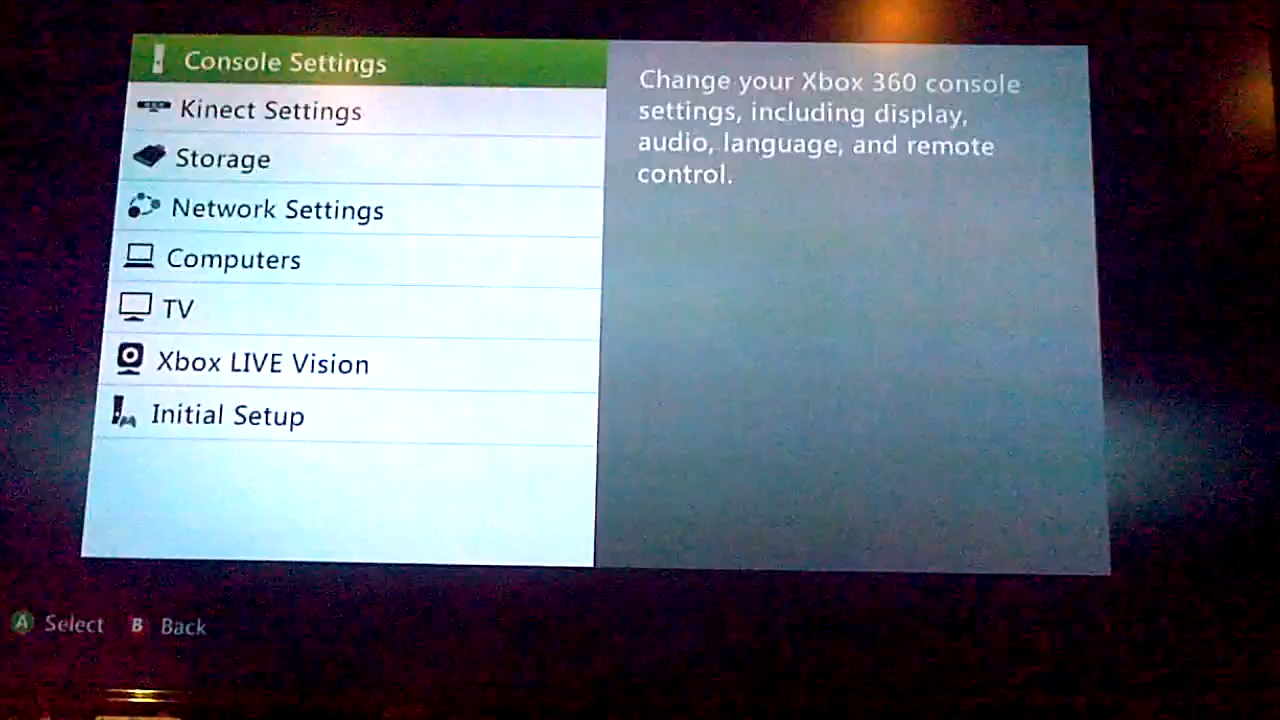 Console Settings
Kinect Settings
Storage
Network Settings
Computers
TV
Xbox LIVE Vision
Initial Setup
Change your Xbox 360 console
settings, including display,
audio, language, and remote
control.
A Select B Back